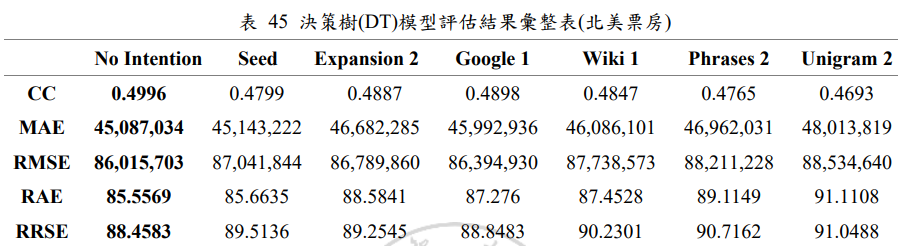 表 45 決策樹(DT)模型評估結果彙整表(北美票房)
No Intention Seed Expansion 2 Google 1 Wiki 1 Phrases 2 Unigram 2
CC 0.4996 0.4799 0.4887 0.4898 0.4847 0.4765 0.4693
MAE 45,087,034 45,143,222 46,682,285 45,992,936 46,086,101 46,962,031 48,013,819
RMSE 86,015,703 87,041,844 86,789,860 86,394,930 87,738,573 88,211,228 88,534,640
RAE 85.5569 85.6635 88.5841 87.276 87.4528 89.1149 91.1108
RRSE 88.4583 89.5136 89.2545 88.8483 90.2301 90.7162 91.0488